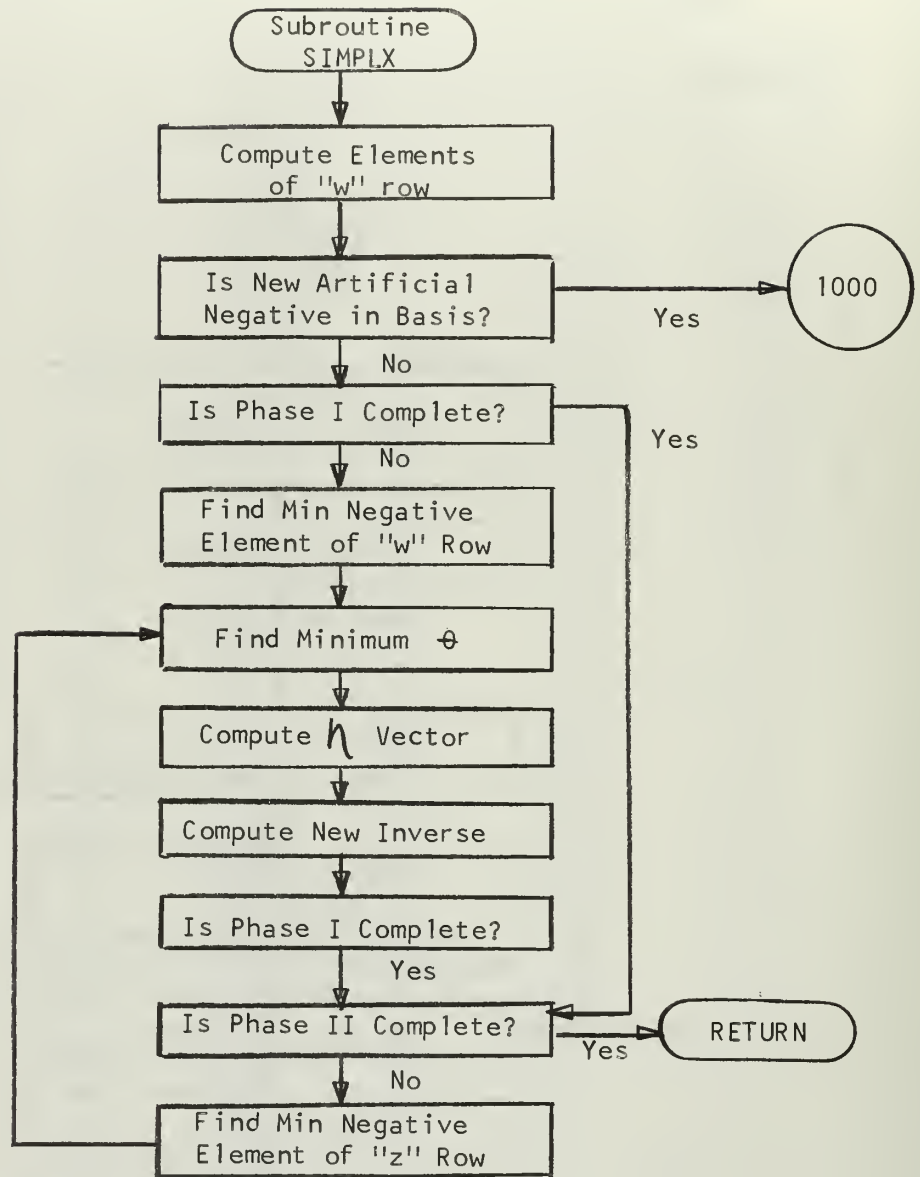 Subroutine
SIMPLX
Compute Elements
of "w" row
Is New Artificial
Negative in Basis?
Yes
1000
No
Is Phase I Complete?
Yes
No
Find Min Negative
Element of "w" Row
Find Minimum θ
Compute η Vector
Compute New Inverse
Is Phase I Complete?
Yes
Is Phase II Complete?
Yes
RETURN
No
Find Min Negative
Element of "z" Row